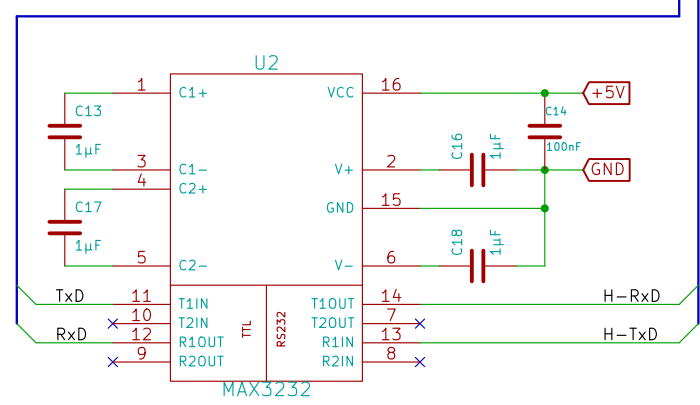 U2
1 C1+ VCC 16 +5V
C13 C14
1µF 100nF
C16 1µF
3 C1- V+ 2 GND
4 C2+
C17 GND 15
1µF
C18 1µF
5 C2- V- 6
TxD 11 T1IN T1OUT 14 H-RxD
10 T2IN T2OUT 7
TTL RS232
RxD 12 R1OUT R1IN 13 H-TxD
9 R2OUT R2IN 8
MAX3232